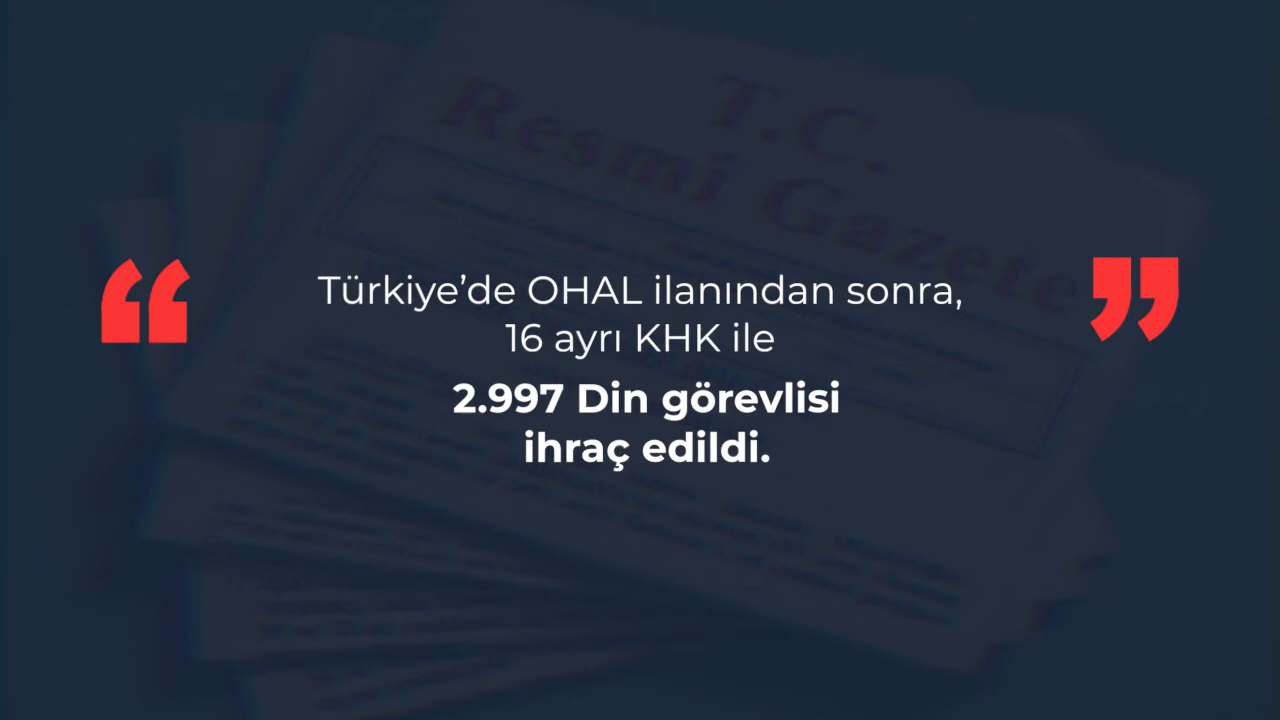 T.C.
Resmî Gazete
Türkiye’de OHAL ilanından sonra,
16 ayrı KHK ile
2.997 Din görevlisi
ihraç edildi.